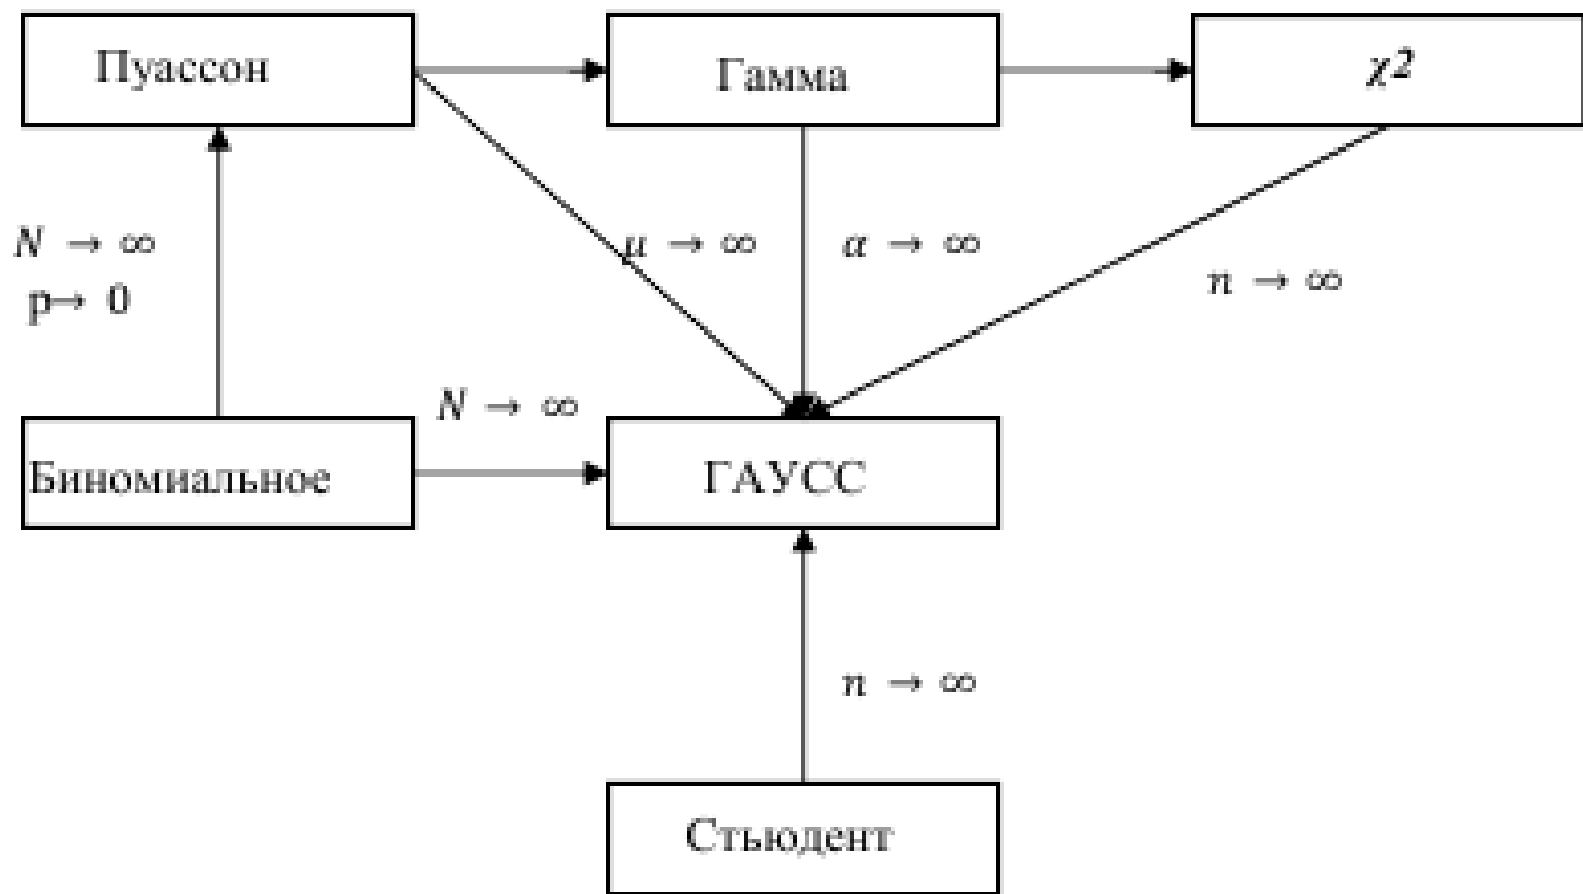 Пуассон
Гамма
χ2
N → ∞
p→ 0
μ → ∞
α → ∞
n → ∞
N → ∞
Биномиальное
ГАУСС
n → ∞
Стьюдент